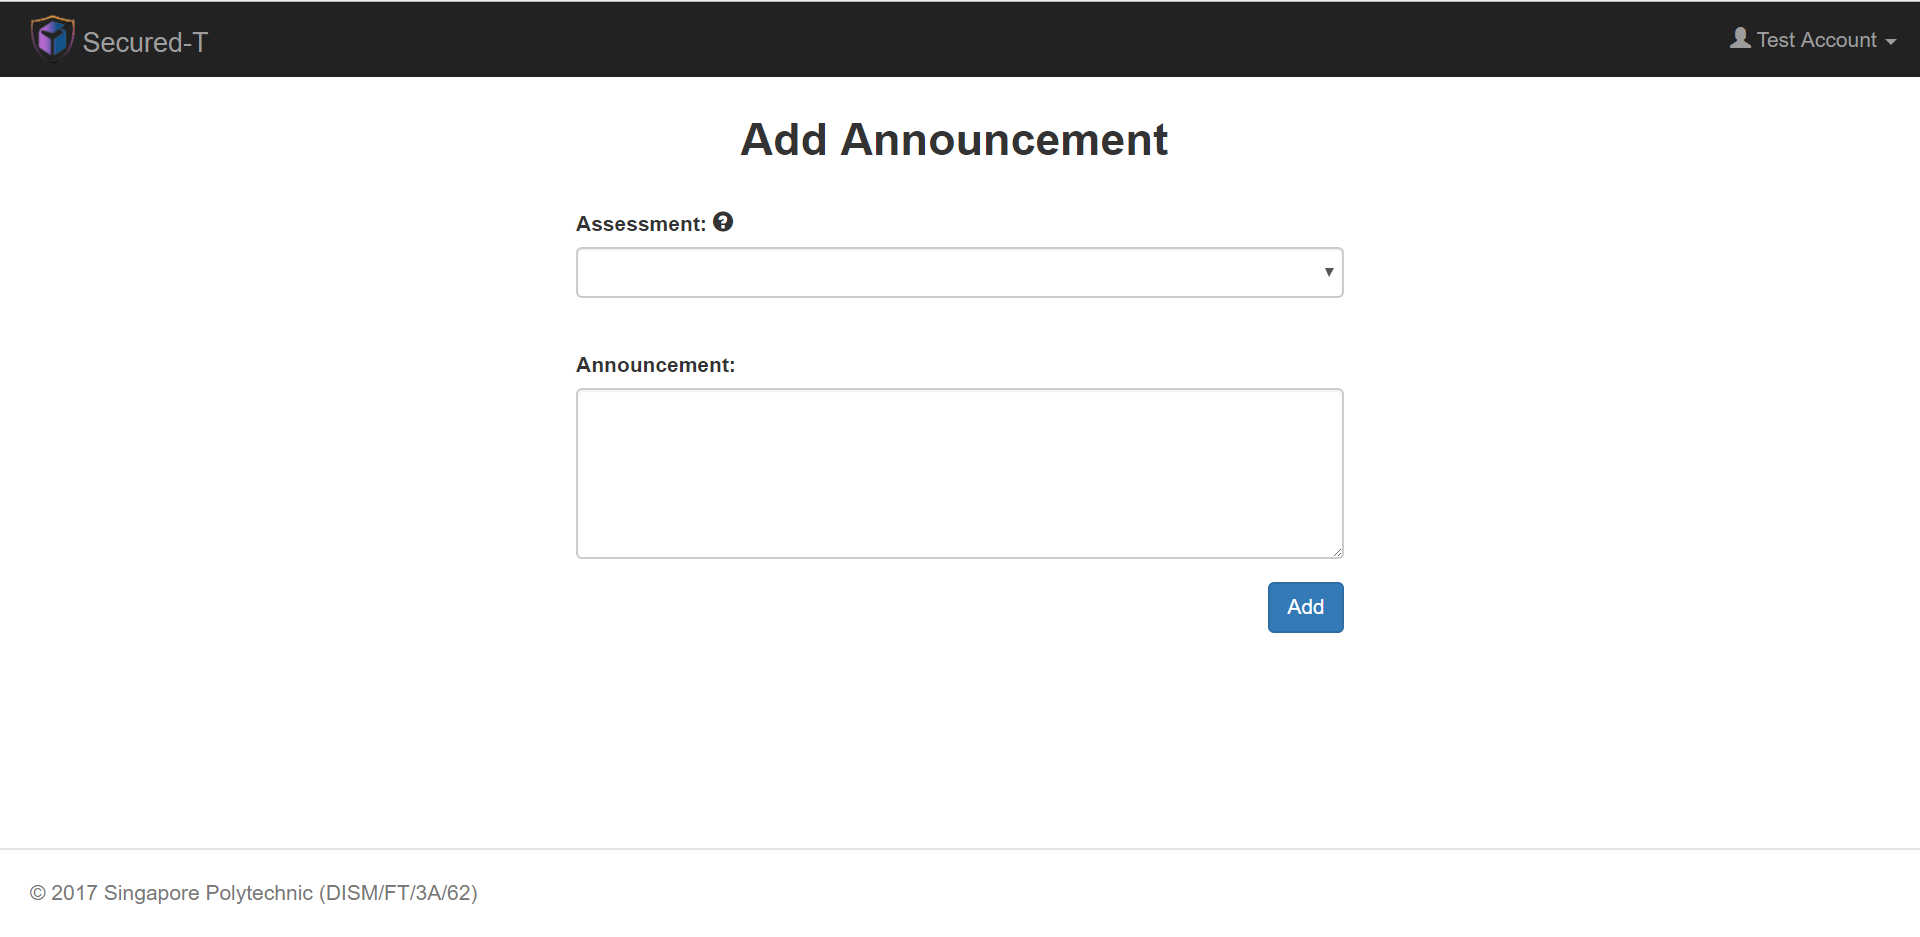 Secured-T
Test Account
Add Announcement
Assessment:
Announcement:
Add
© 2017 Singapore Polytechnic (DISM/FT/3A/62)